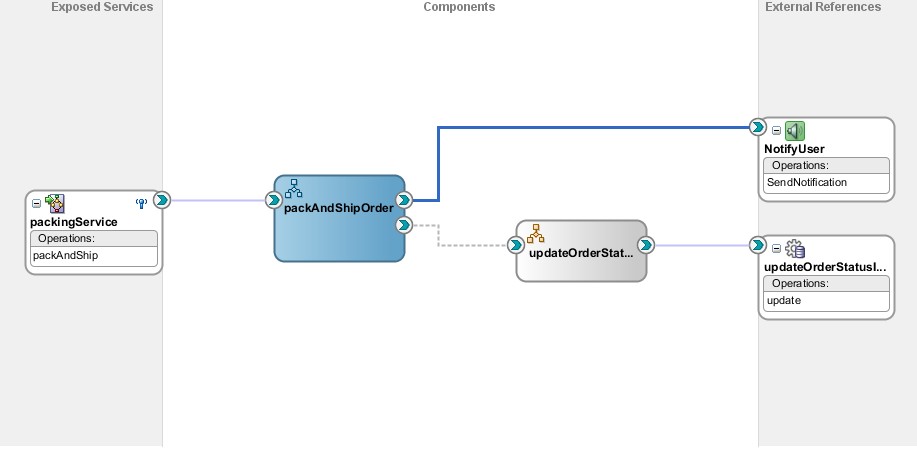 Exposed Services
Components
External References
NotifyUser
Operations:
SendNotification
packingService
Operations:
packAndShip
packAndShipOrder
updateOrderStat...
updateOrderStatusI...
Operations:
update